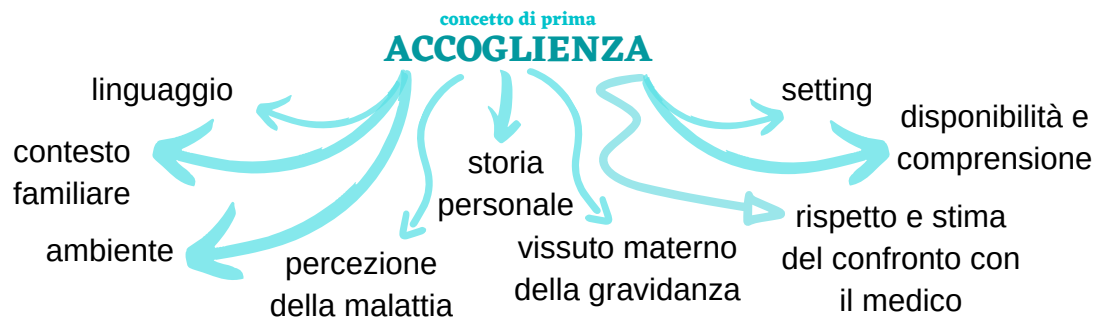 concetto di prima
ACCOGLIENZA
linguaggio
contesto
familiare
ambiente
percezione
della malattia
storia
personale
vissuto materno
della gravidanza
setting
disponibilità e
comprensione
rispetto e stima
del confronto con
il medico